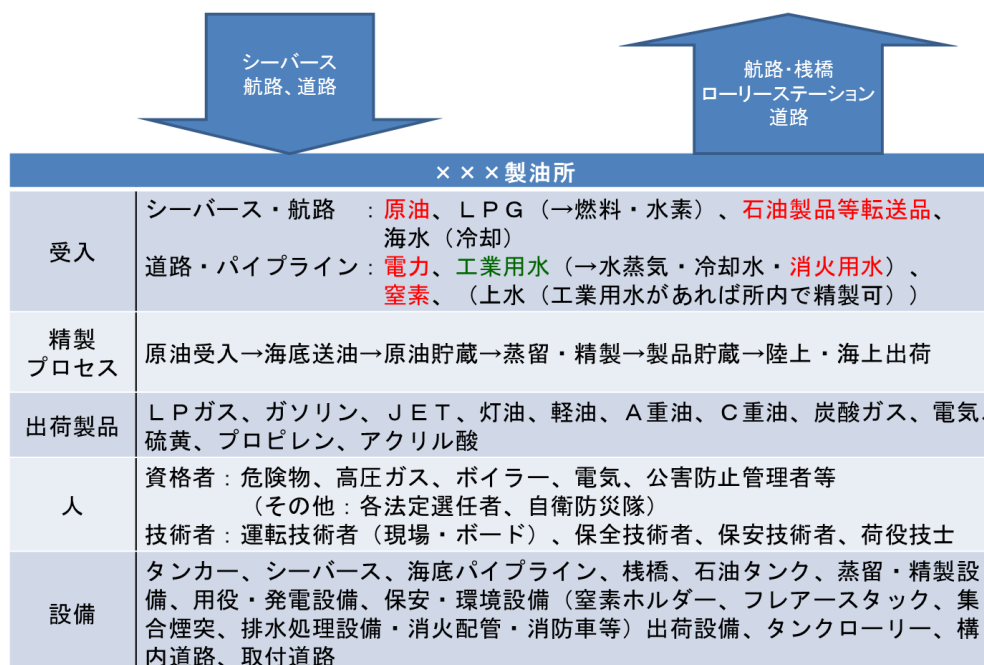 シーバース
航路、道路
航路・桟橋
ローリーステーション
道路
×××製油所
受入
シーバース・航路 ：原油、ＬＰＧ（→燃料・水素）、石油製品等転送品、
海水（冷却）
道路・パイプライン：電力、工業用水（→水蒸気・冷却水・消火用水）、
窒素、（上水（工業用水があれば所内で精製可））
精製
プロセス
原油受入→海底送油→原油貯蔵→蒸留・精製→製品貯蔵→陸上・海上出荷
出荷製品
ＬＰガス、ガソリン、ＪＥＴ、灯油、軽油、Ａ重油、Ｃ重油、炭酸ガス、電気、
硫黄、プロピレン、アクリル酸
人
資格者：危険物、高圧ガス、ボイラー、電気、公害防止管理者等
（その他：各法定選任者、自衛防災隊）
技術者：運転技術者（現場・ボード）、保全技術者、保安技術者、荷役技士
設備
タンカー、シーバース、海底パイプライン、桟橋、石油タンク、蒸留・精製設
備、用役・発電設備、保安・環境設備（窒素ホルダー、フレアースタック、集
合煙突、排水処理設備・消火配管・消防車等）出荷設備、タンクローリー、構
内道路、取付道路